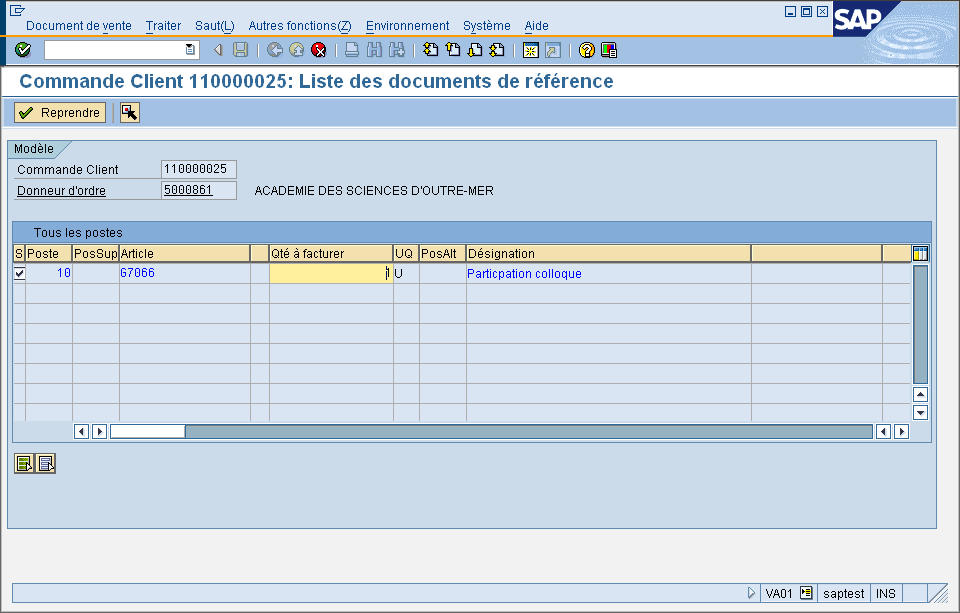 Document de vente Traiter Saut(L) Autres fonctions(Z) Environnement Système Aide
SAP
Commande Client 110000025: Liste des documents de référence
Reprendre
Modèle
Commande Client 110000025
Donneur d'ordre 5000861 ACADEMIE DES SCIENCES D'OUTRE-MER
Tous les postes
S Poste PosSup Article Qté à facturer UQ PosAlt Désignation
10 G7066 1 U Particpation colloque
VA01 saptest INS